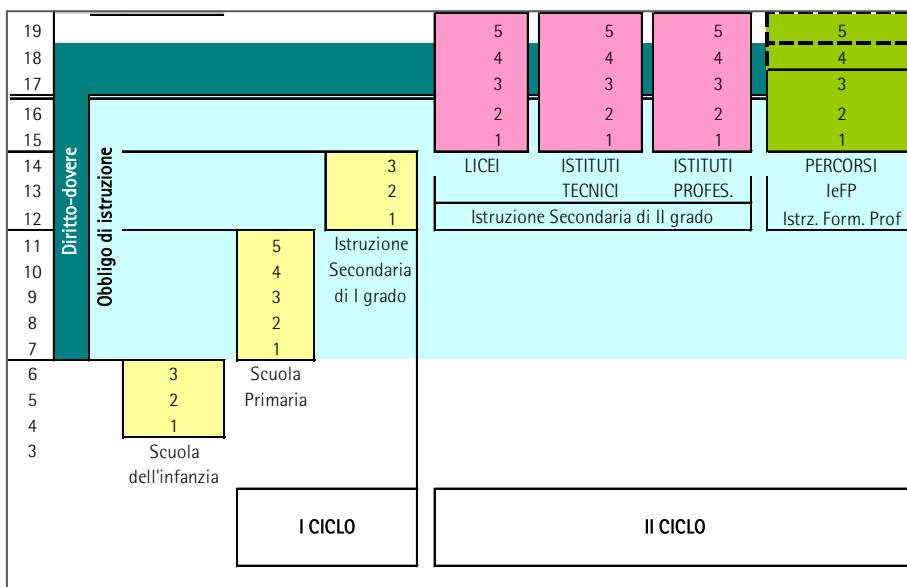 19 5 5 5 5
18 4 4 4 4
17 3 3 3 3
16 2 2 2 2
15 1 1 1 1
Diritto-dovere
Obbligo di istruzione
14 3 LICEI ISTITUTI ISTITUTI PERCORSI
13 2 TECNICI PROFES. IeFP
12 1 Istruzione Secondaria di II grado Istrz. Form. Prof
11 5 Istruzione
10 4 Secondaria
9 3 di I grado
8 2
7 1
6 3 Scuola
5 2 Primaria
4 1
3 Scuola
dell'infanzia
I CICLO II CICLO